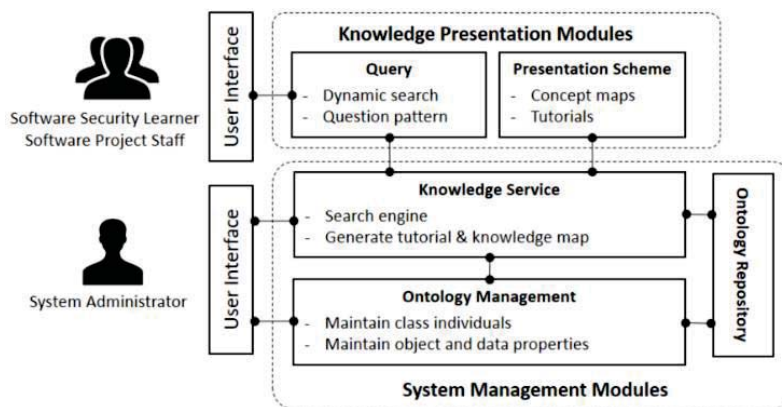 Knowledge Presentation Modules
Software Security Learner
Software Project Staff
User Interface
Query
- Dynamic search
- Question pattern
Presentation Scheme
- Concept maps
- Tutorials
System Administrator
User Interface
Knowledge Service
- Search engine
- Generate tutorial & knowledge map
Ontology Management
- Maintain class individuals
- Maintain object and data properties
Ontology
Repository
System Management Modules